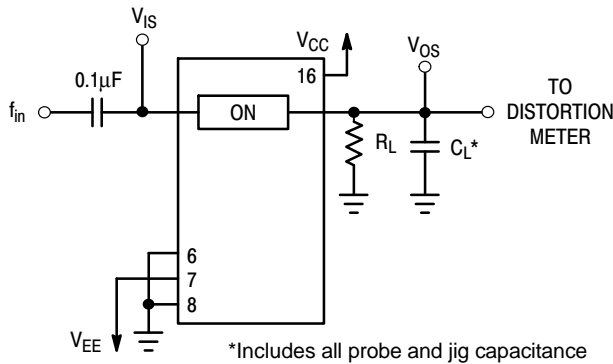 V_IS
V_CC
V_OS
0.1µF
16
f_in
ON
R_L
C_L*
TO
DISTORTION
METER
6
7
8
V_EE
*Includes all probe and jig capacitance